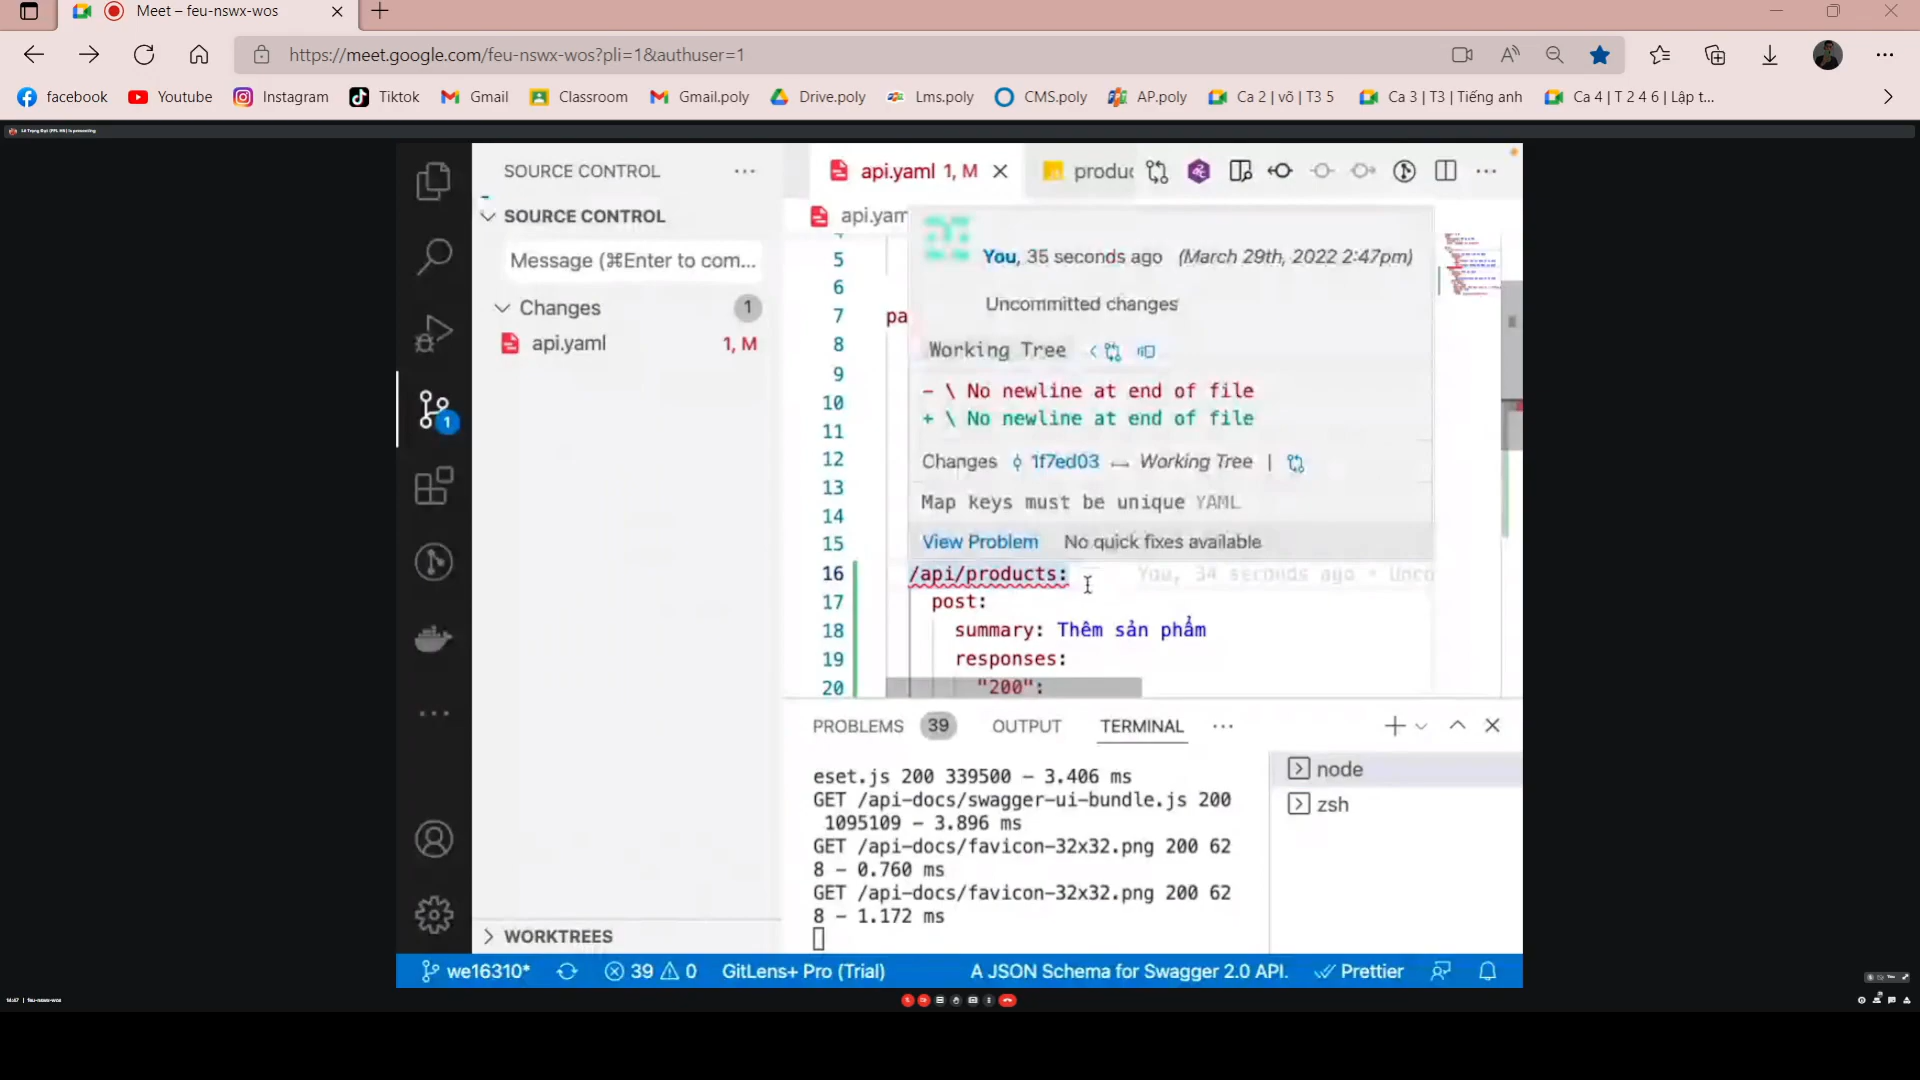 Meet – feu-nswx-wos
https://meet.google.com/feu-nswx-wos?pli=1&authuser=1
facebook
Youtube
Instagram
Tiktok
Gmail
Classroom
Gmail.poly
Drive.poly
Lms.poly
CMS.poly
AP.poly
Ca 2 | võ | T3 5
Ca 3 | T3 | Tiếng anh
Ca 4 | T 2 4 6 | Lập t...
SOURCE CONTROL
SOURCE CONTROL
Message (⌘Enter to com...
Changes
1
api.yaml
1, M
1
WORKTREES
api.yaml 1, M
produc
api.yam
You, 35 seconds ago (March 29th, 2022 2:47pm)
Uncommitted changes
Working Tree
- \ No newline at end of file
+ \ No newline at end of file
Changes 1f7ed03 Working Tree |
Map keys must be unique YAML
View Problem No quick fixes available
4
5
6
7 pa
8
9
10
11
12
13
14
15
16 /api/products: You, 34 seconds ago • Unco
17 post:
18 summary: Thêm sản phẩm
19 responses:
20 "200":
PROBLEMS 39 OUTPUT TERMINAL
eset.js 200 339500 – 3.406 ms
GET /api-docs/swagger-ui-bundle.js 200
1095109 – 3.896 ms
GET /api-docs/favicon-32x32.png 200 62
8 – 0.760 ms
GET /api-docs/favicon-32x32.png 200 62
8 – 1.172 ms
node
zsh
we16310* 39 0 GitLens+ Pro (Trial) A JSON Schema for Swagger 2.0 API. Prettier
feu-nswx-wos